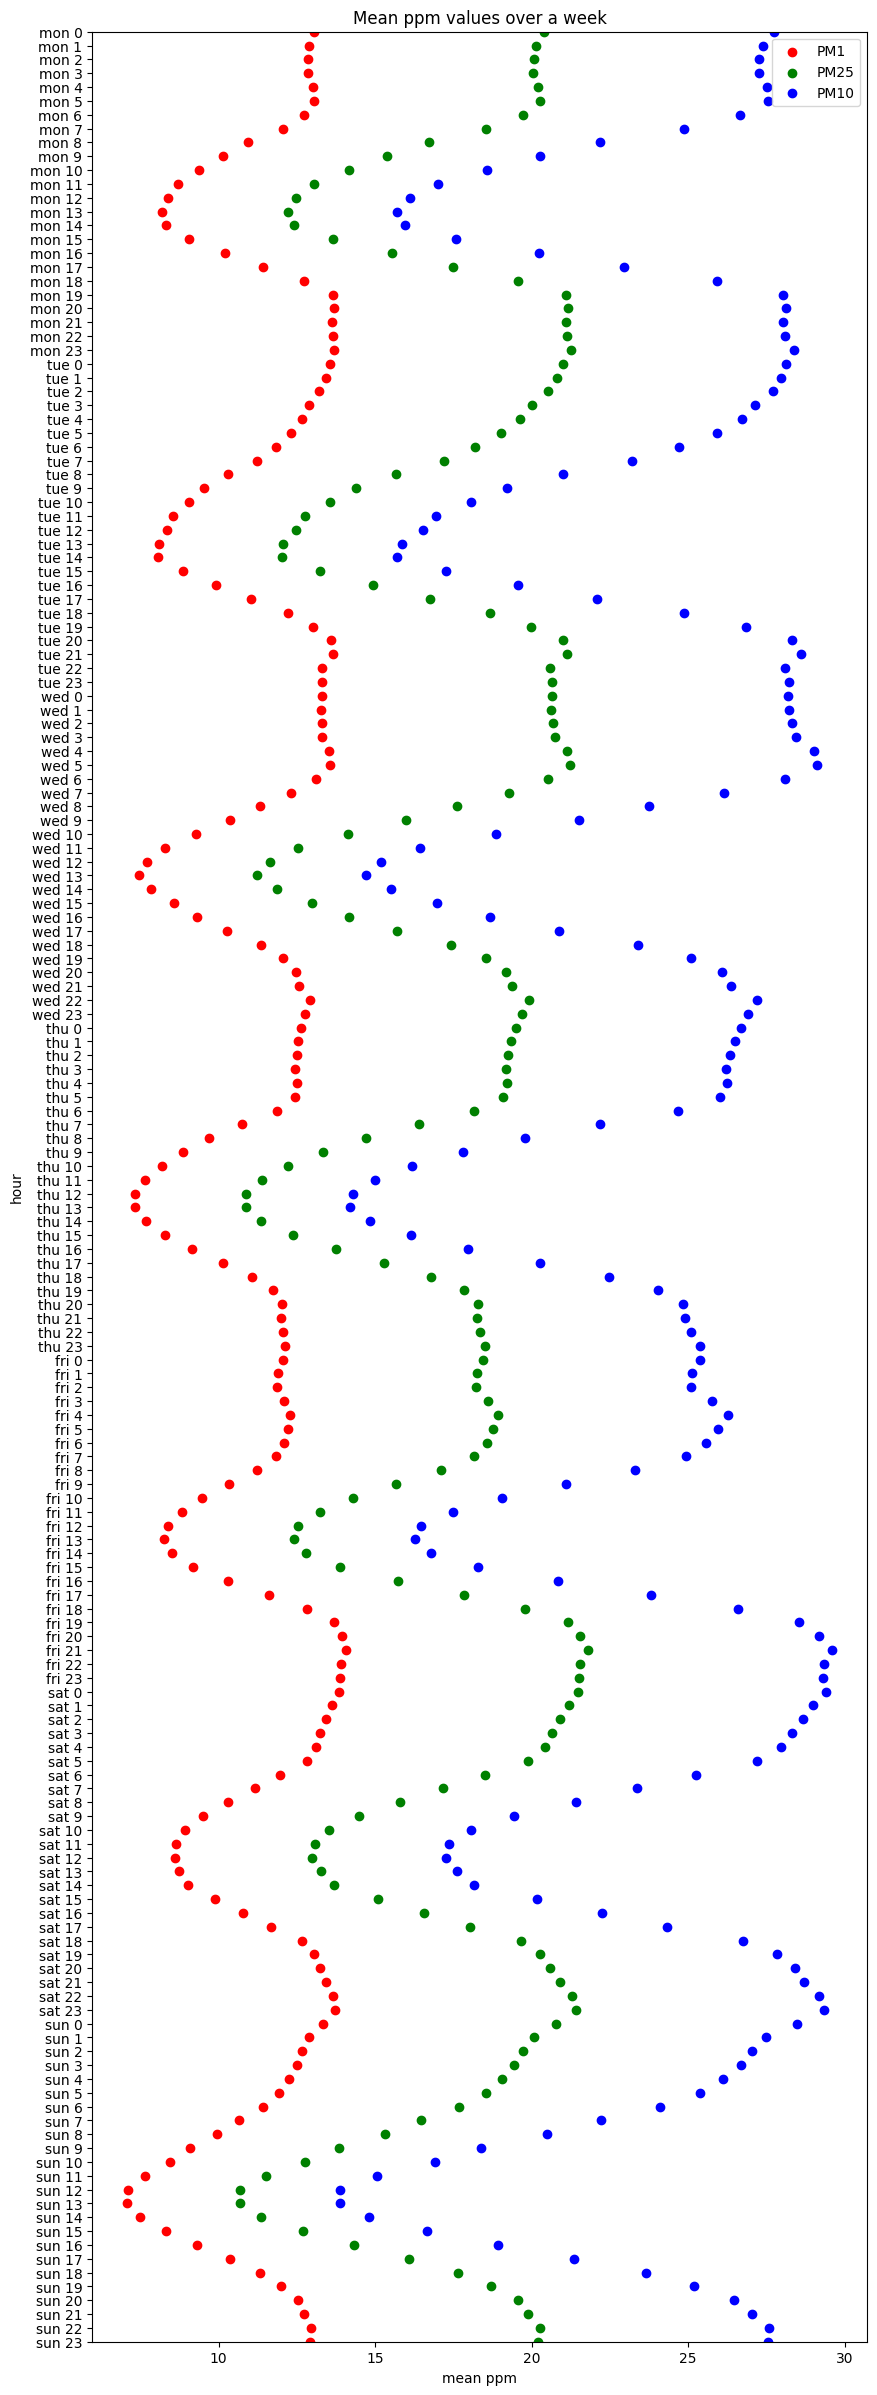 Mean ppm values over a week
PM1
PM25
PM10
mon 0
mon 1
mon 2
mon 3
mon 4
mon 5
mon 6
mon 7
mon 8
mon 9
mon 10
mon 11
mon 12
mon 13
mon 14
mon 15
mon 16
mon 17
mon 18
mon 19
mon 20
mon 21
mon 22
mon 23
tue 0
tue 1
tue 2
tue 3
tue 4
tue 5
tue 6
tue 7
tue 8
tue 9
tue 10
tue 11
tue 12
tue 13
tue 14
tue 15
tue 16
tue 17
tue 18
tue 19
tue 20
tue 21
tue 22
tue 23
wed 0
wed 1
wed 2
wed 3
wed 4
wed 5
wed 6
wed 7
wed 8
wed 9
wed 10
wed 11
wed 12
wed 13
wed 14
wed 15
wed 16
wed 17
wed 18
wed 19
wed 20
wed 21
wed 22
wed 23
thu 0
thu 1
thu 2
thu 3
thu 4
thu 5
thu 6
thu 7
thu 8
thu 9
thu 10
thu 11
thu 12
thu 13
thu 14
thu 15
thu 16
thu 17
thu 18
thu 19
thu 20
thu 21
thu 22
thu 23
fri 0
fri 1
fri 2
fri 3
fri 4
fri 5
fri 6
fri 7
fri 8
fri 9
fri 10
fri 11
fri 12
fri 13
fri 14
fri 15
fri 16
fri 17
fri 18
fri 19
fri 20
fri 21
fri 22
fri 23
sat 0
sat 1
sat 2
sat 3
sat 4
sat 5
sat 6
sat 7
sat 8
sat 9
sat 10
sat 11
sat 12
sat 13
sat 14
sat 15
sat 16
sat 17
sat 18
sat 19
sat 20
sat 21
sat 22
sat 23
sun 0
sun 1
sun 2
sun 3
sun 4
sun 5
sun 6
sun 7
sun 8
sun 9
sun 10
sun 11
sun 12
sun 13
sun 14
sun 15
sun 16
sun 17
sun 18
sun 19
sun 20
sun 21
sun 22
sun 23
hour
10 15 20 25 30
mean ppm